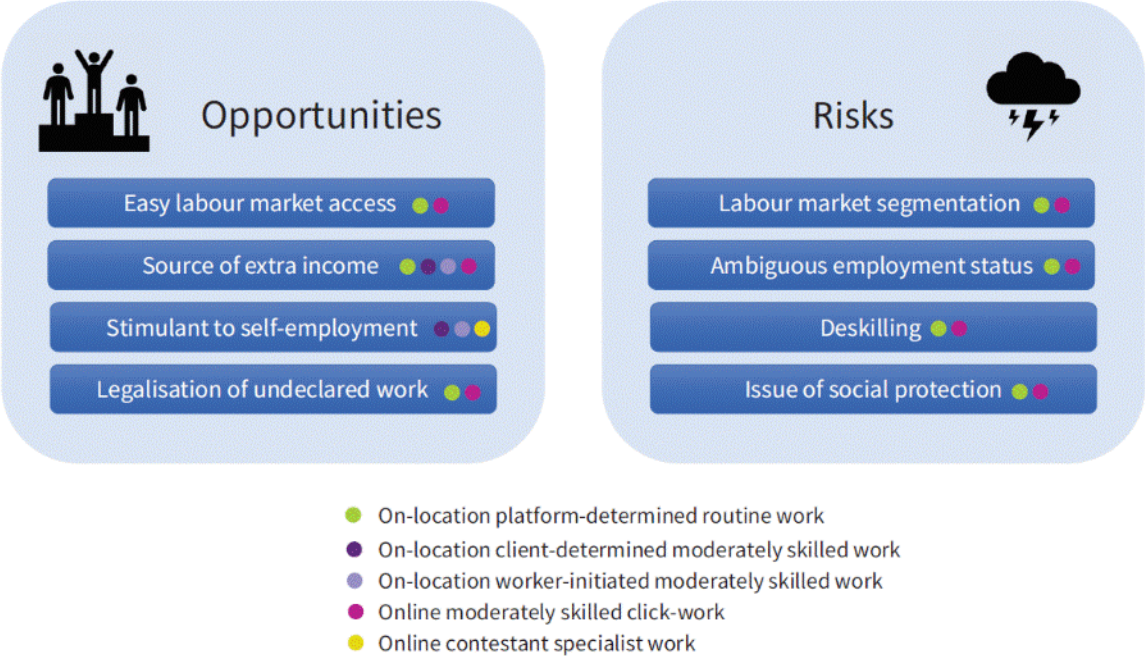 Opportunities
Easy labour market access
Source of extra income
Stimulant to self-employment
Legalisation of undeclared work
Risks
Labour market segmentation
Ambiguous employment status
Deskilling
Issue of social protection
On-location platform-determined routine work
On-location client-determined moderately skilled work
On-location worker-initiated moderately skilled work
Online moderately skilled click-work
Online contestant specialist work